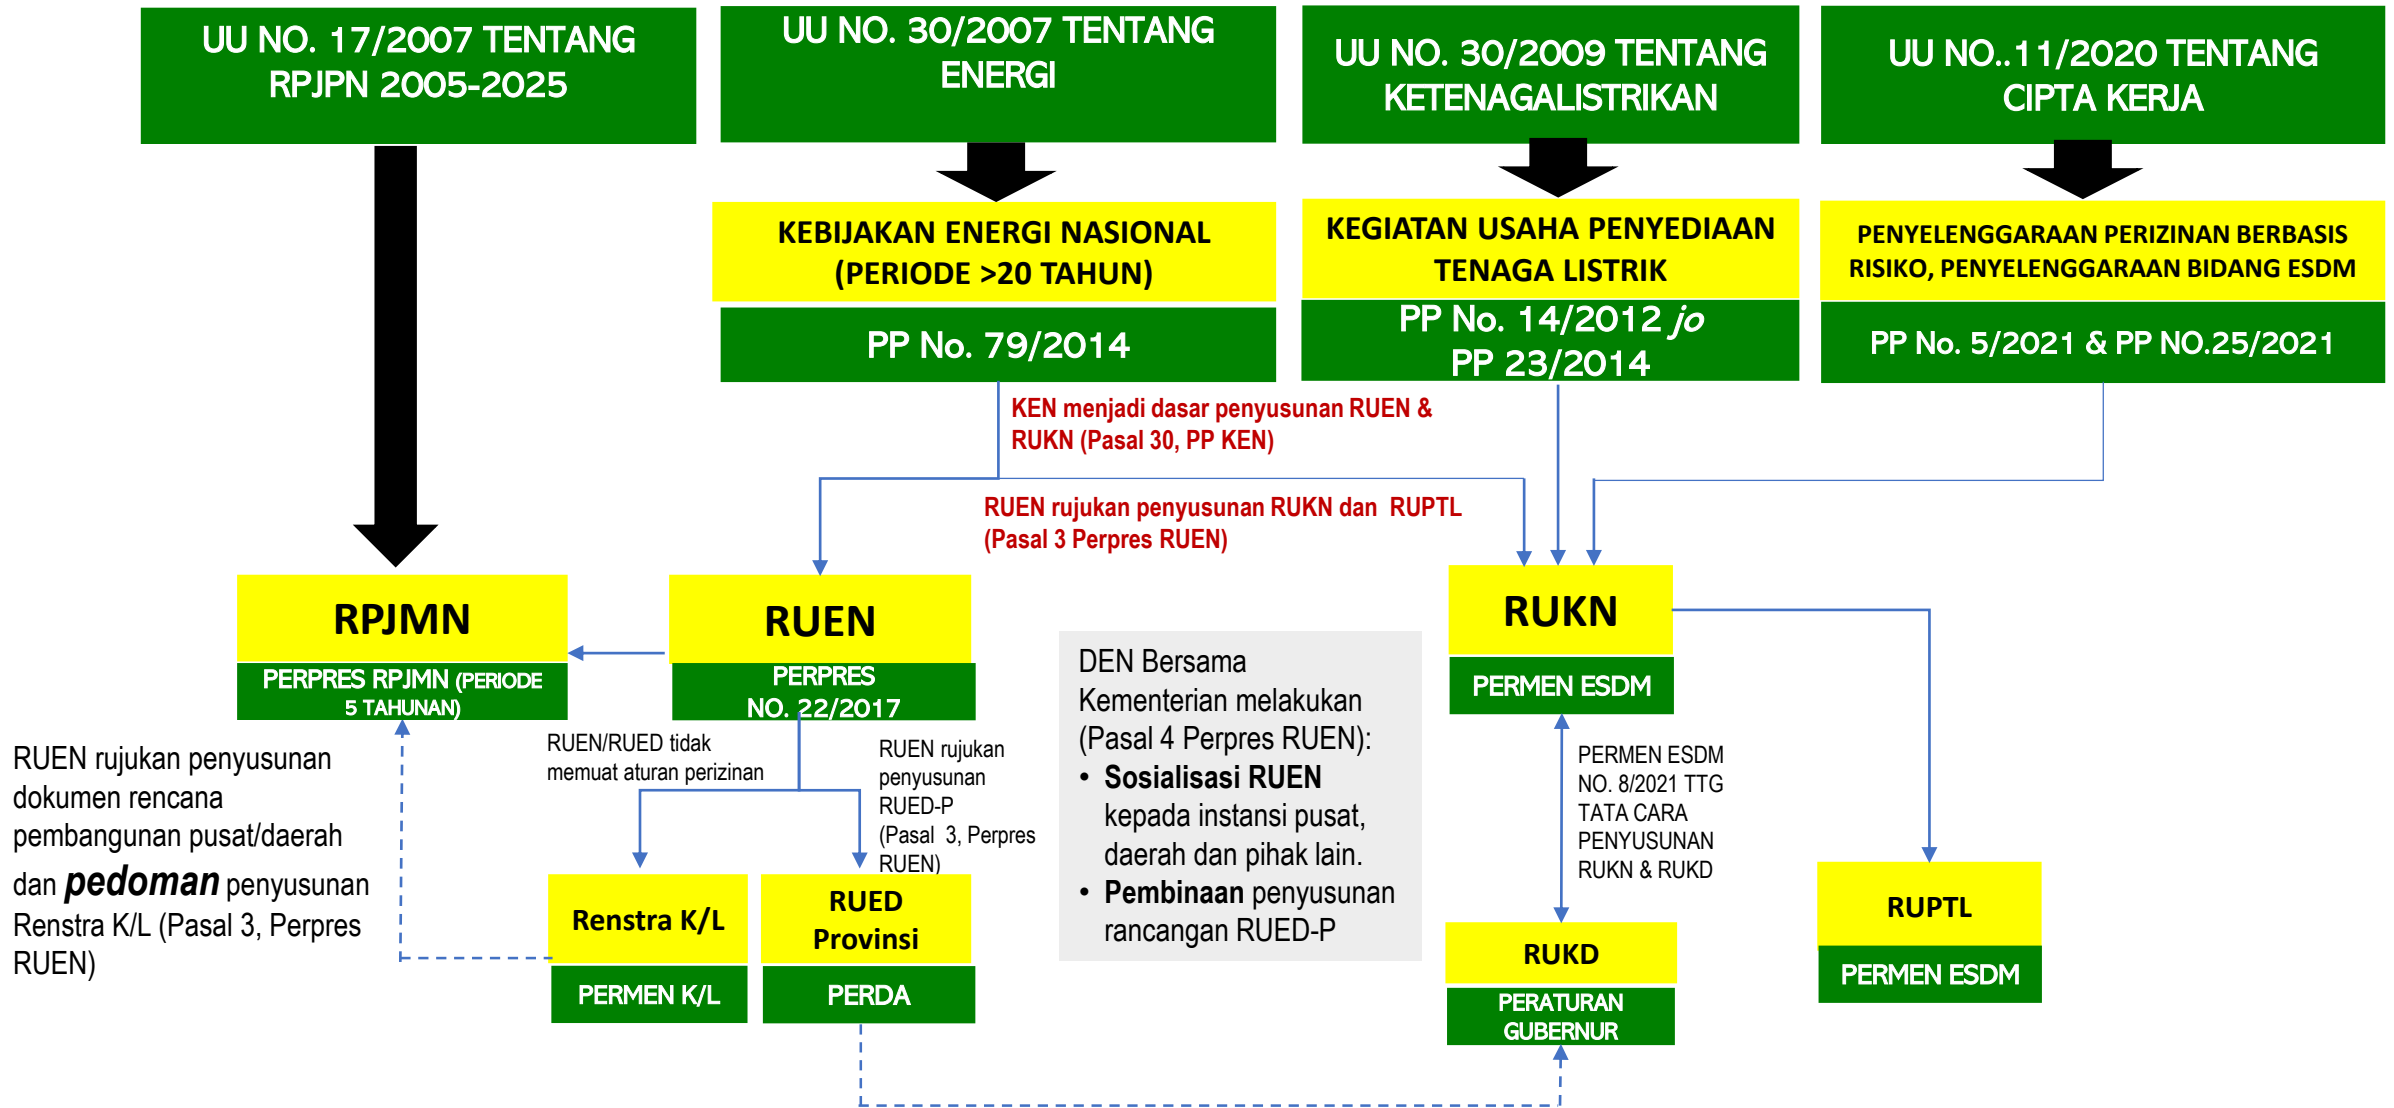 UU NO. 17/2007 TENTANG
RPJPN 2005-2025
UU NO. 30/2007 TENTANG
ENERGI
UU NO. 30/2009 TENTANG
KETENAGALISTRIKAN
UU NO..11/2020 TENTANG
CIPTA KERJA
KEBIJAKAN ENERGI NASIONAL
(PERIODE >20 TAHUN)
PP No. 79/2014
KEGIATAN USAHA PENYEDIAAN
TENAGA LISTRIK
PP No. 14/2012 jo
PP 23/2014
PENYELENGGARAAN PERIZINAN BERBASIS
RISIKO, PENYELENGGARAAN BIDANG ESDM
PP No. 5/2021 & PP NO.25/2021
KEN menjadi dasar penyusunan RUEN &
RUKN (Pasal 30, PP KEN)
RUEN rujukan penyusunan RUKN dan RUPTL
(Pasal 3 Perpres RUEN)
RPJMN
PERPRES RPJMN (PERIODE
5 TAHUNAN)
RUEN
PERPRES
NO. 22/2017
RUKN
PERMEN ESDM
RUEN rujukan penyusunan
dokumen rencana
pembangunan pusat/daerah
dan pedoman penyusunan
Renstra K/L (Pasal 3, Perpres
RUEN)
RUEN/RUED tidak
memuat aturan perizinan
RUEN rujukan
penyusunan
RUED-P
(Pasal 3, Perpres
RUEN)
DEN Bersama
Kementerian melakukan
(Pasal 4 Perpres RUEN):
• Sosialisasi RUEN
kepada instansi pusat,
daerah dan pihak lain.
• Pembinaan penyusunan
rancangan RUED-P
PERMEN ESDM
NO. 8/2021 TTG
TATA CARA
PENYUSUNAN
RUKN & RUKD
Renstra K/L
PERMEN K/L
RUED
Provinsi
PERDA
RUKD
PERATURAN
GUBERNUR
RUPTL
PERMEN ESDM